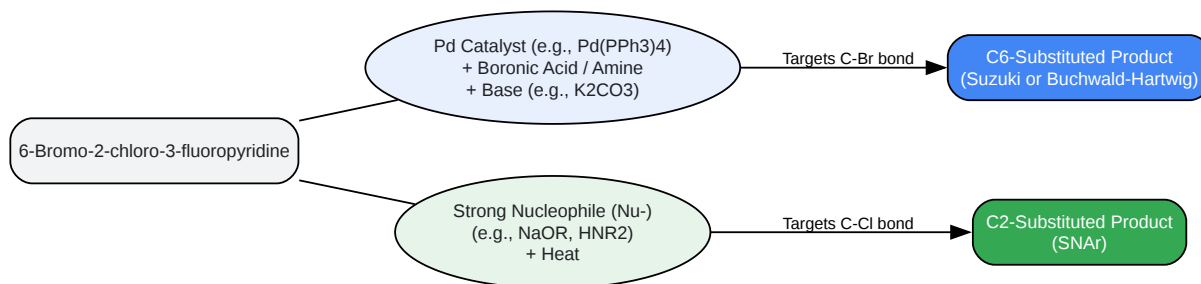 6-Bromo-2-chloro-3-fluoropyridine
Pd Catalyst (e.g., Pd(PPh3)4)
+ Boronic Acid / Amine
+ Base (e.g., K2CO3)
Targets C-Br bond
C6-Substituted Product
(Suzuki or Buchwald-Hartwig)
Strong Nucleophile (Nu-)
(e.g., NaOR, HNR2)
+ Heat
Targets C-Cl bond
C2-Substituted Product
(SNAr)